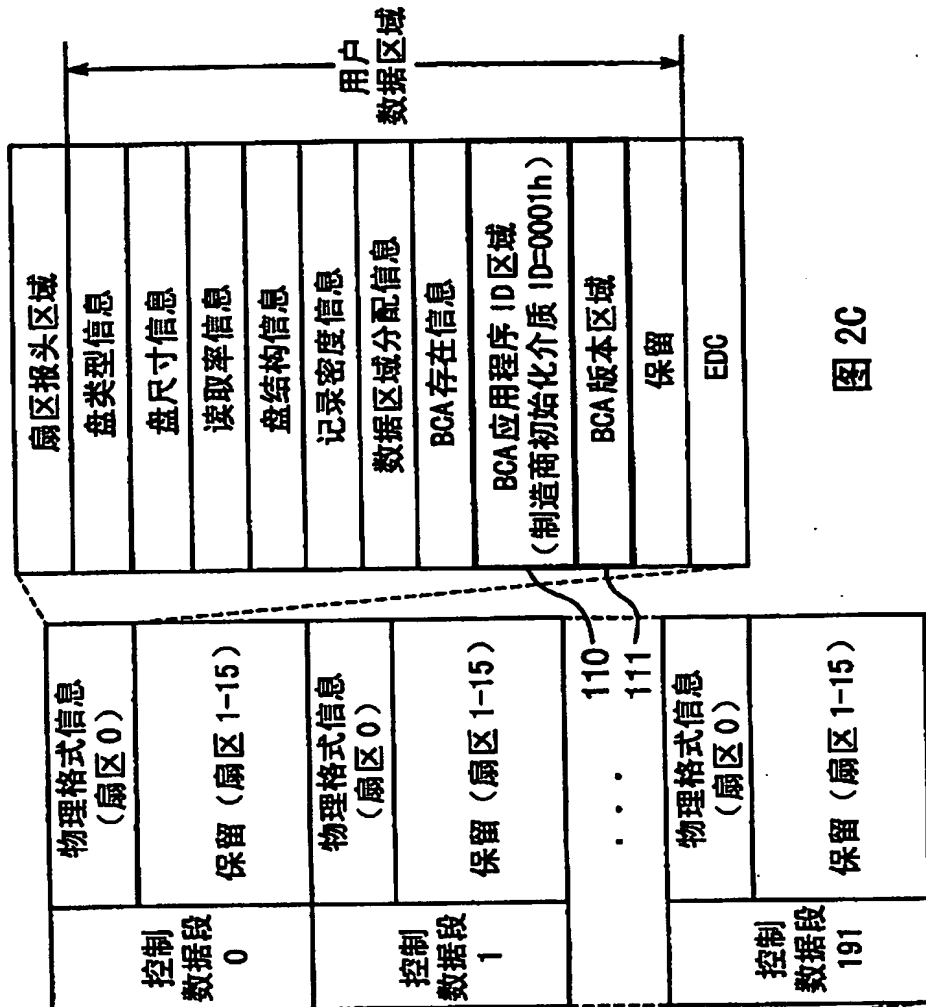 控制
数据段
0
物理格式信息
(扇区0)
保留(扇区1-15)
控制
数据段
1
物理格式信息
(扇区0)
保留(扇区1-15)
. . .
控制
数据段
191
物理格式信息
(扇区0)
保留(扇区1-15)
110
111
扇区报头区域
盘类型信息
盘尺寸信息
读取率信息
盘结构信息
记录密度信息
数据区域分配信息
BCA存在信息
BCA应用程序ID区域
(制造商初始化介质 ID=0001h)
BCA版本区域
保留
EDC
用户
数据区域
图 2C